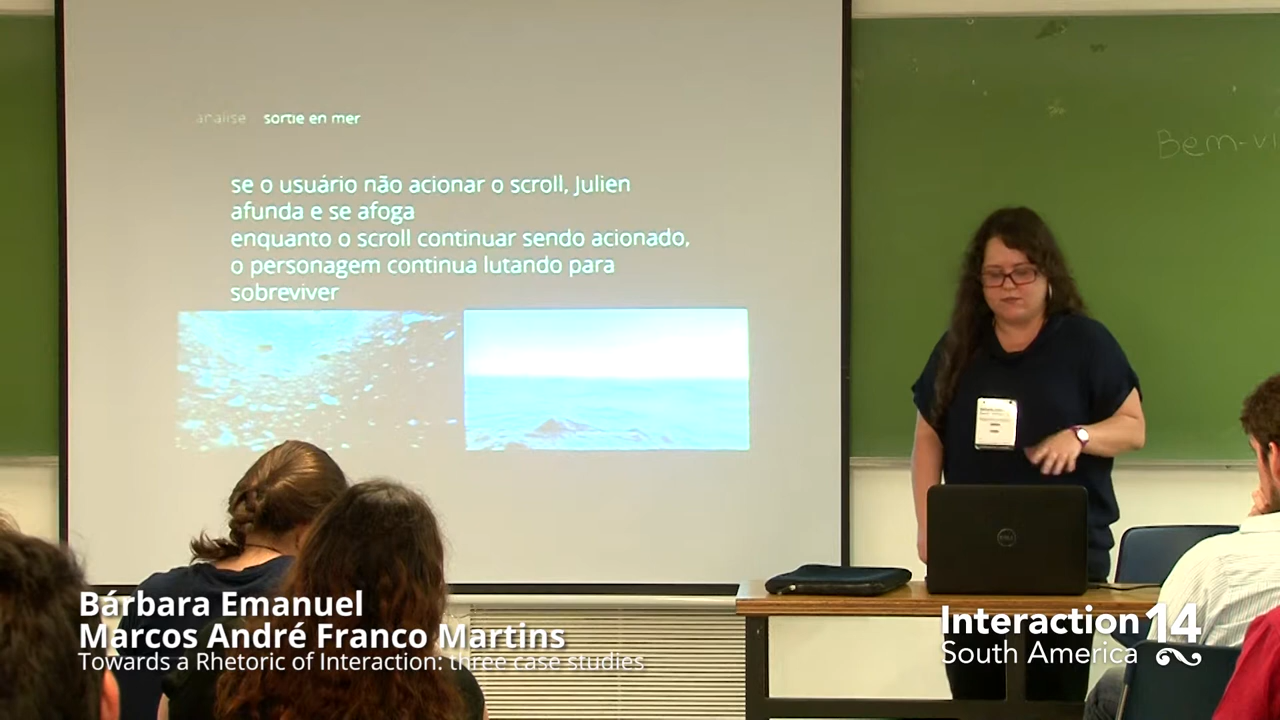 análise sortie en mer
se o usuário não acionar o scroll, Julien
afunda e se afoga
enquanto o scroll continuar sendo acionado,
o personagem continua lutando para
sobreviver
Bem-vi
DELL
Bárbara Emanuel
Marcos André Franco Martins
Towards a Rhetoric of Interaction: three case studies
Interaction 14
South America